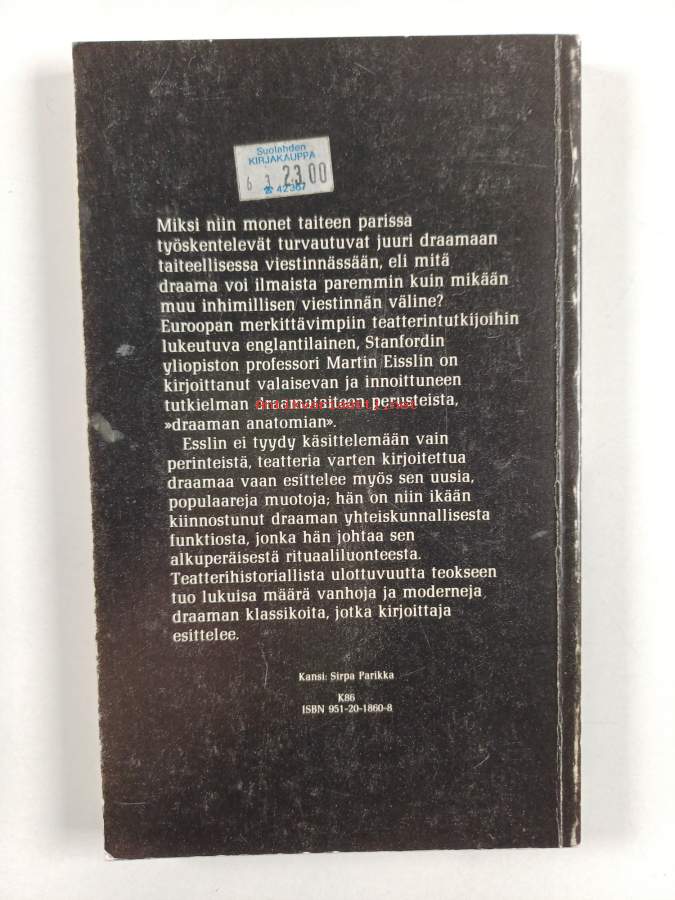 Suolahden
KIRJAKAUPPA
6 3 23.00
☎ 42367
Miksi niin monet taiteen parissa
työskentelevät turvautuvat juuri draamaan
taiteellisessa viestinnässään, eli mitä
draama voi ilmaista paremmin kuin mikään
muu inhimillisen viestinnän väline?
Euroopan merkittävimpiin teatterintutkijoihin
lukeutuva englantilainen, Stanfordin
yliopiston professori Martin Eisslin on
kirjoittanut valaisevan ja innoittuneen
tutkielman draamataiteen perusteista,
»draaman anatomian».
Esslin ei tyydy käsittelemään vain
perinteistä, teatteria varten kirjoitettua
draamaa vaan esittelee myös sen uusia,
populaareja muotoja; hän on niin ikään
kiinnostunut draaman yhteiskunnallisesta
funktiosta, jonka hän johtaa sen
alkuperäisestä rituaaliluonteesta.
Teatterihistoriallista ulottuvuutta teokseen
tuo lukuisa määrä vanhoja ja moderneja
draaman klassikoita, jotka kirjoittaja
esittelee.
Kansi: Sirpa Parikka
K86
ISBN 951-20-1860-8